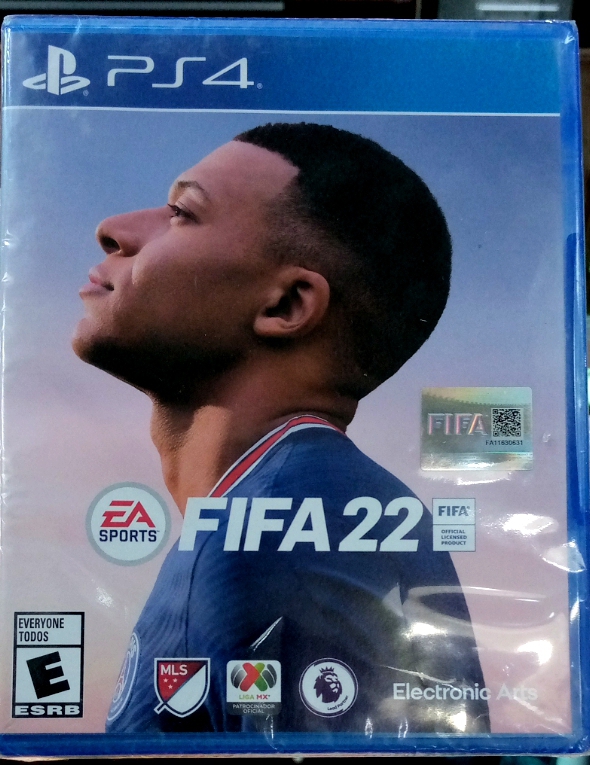 PS4
FIFA
FA11630631
EA
SPORTS
FIFA 22
FIFA
OFFICIAL
LICENSED
PRODUCT
EVERYONE
TODOS
E
ESRB
MLS
LIGA MX
PATROCINADOR
OFICIAL
Electronic Arts